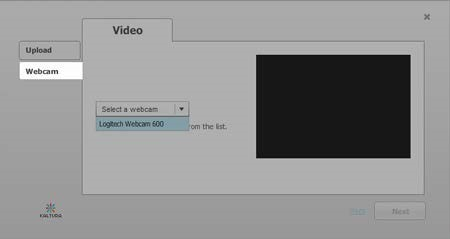 Video
Upload
Webcam
Select a webcam
Logitech Webcam 600
rom the list.
KALTURA
Next